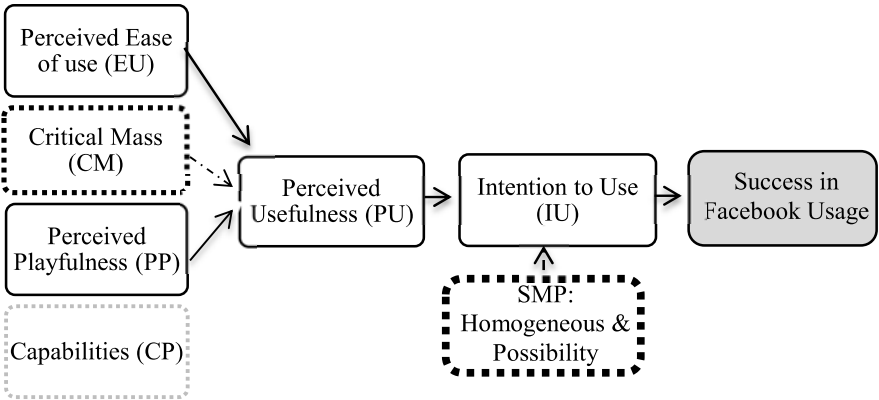 Perceived Ease
of use (EU)
Critical Mass
(CM)
Perceived
Playfulness (PP)
Capabilities (CP)
Perceived
Usefulness (PU)
Intention to Use
(IU)
SMP:
Homogeneous &
Possibility
Success in
Facebook Usage